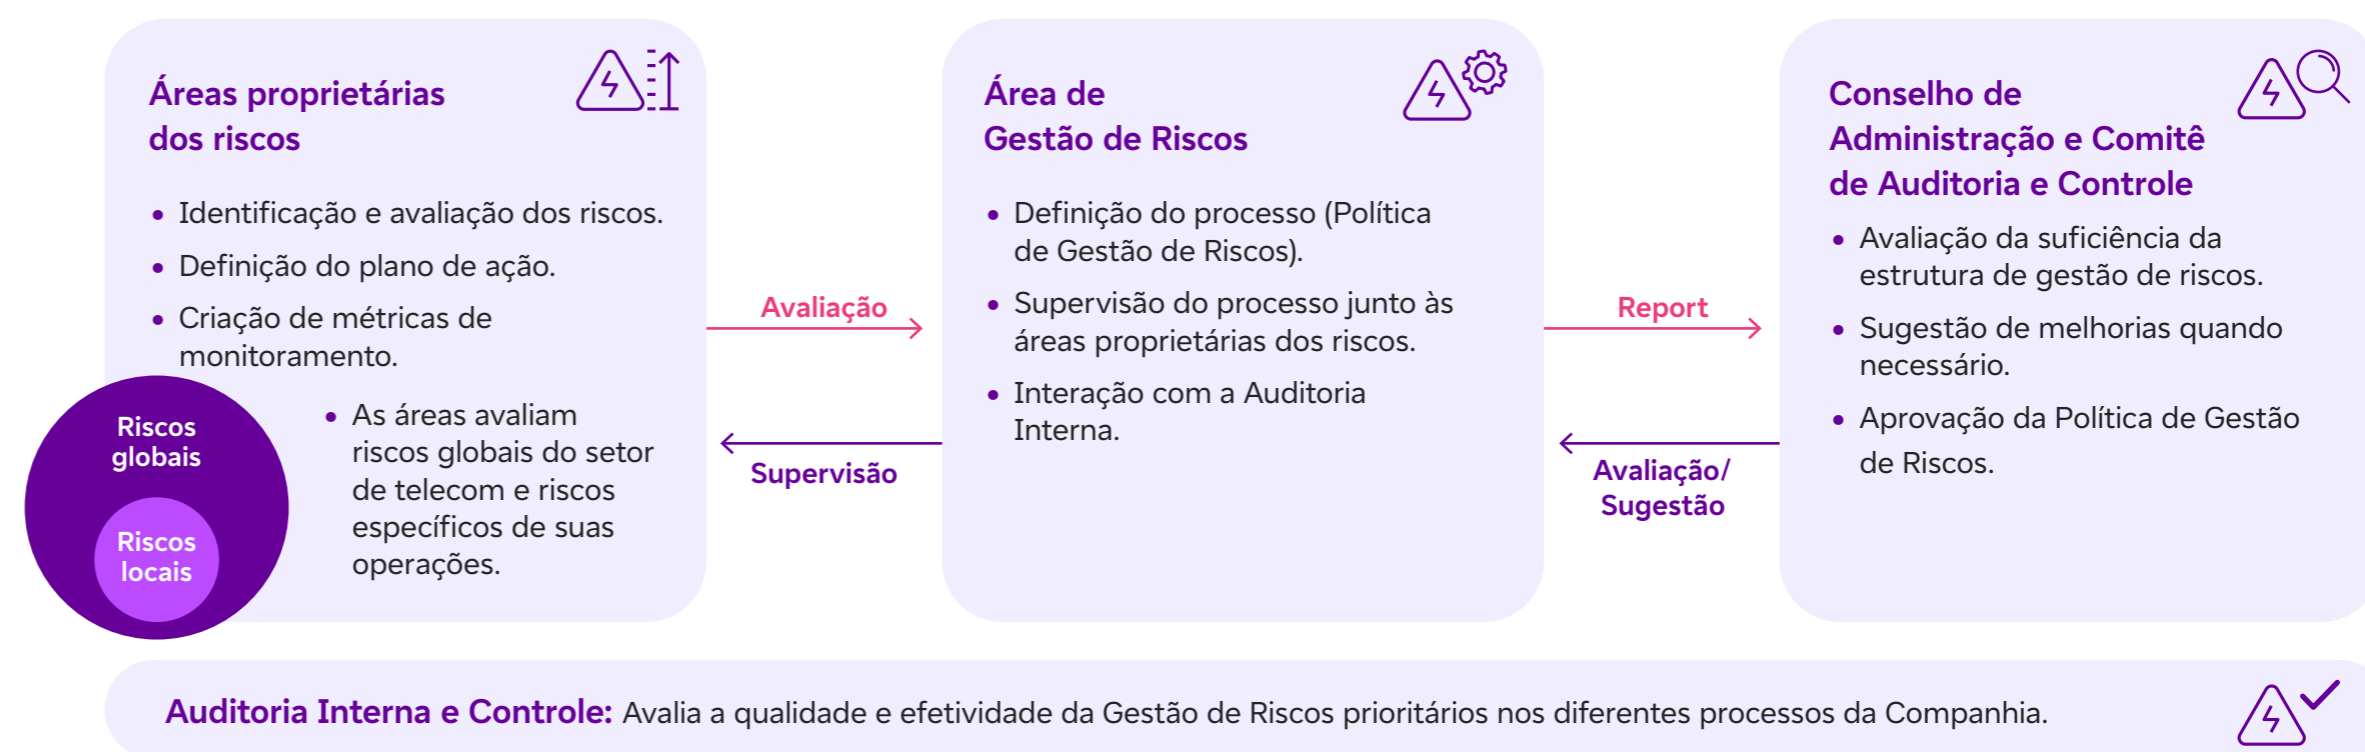 Áreas proprietárias
dos riscos
• Identificação e avaliação dos riscos.
• Definição do plano de ação.
• Criação de métricas de
monitoramento.
• As áreas avaliam
riscos globais do setor
de telecom e riscos
específicos de suas
operações.
Riscos
globais
Riscos
locais
Avaliação
Supervisão
Área de
Gestão de Riscos
• Definição do processo (Política
de Gestão de Riscos).
• Supervisão do processo junto às
áreas proprietárias dos riscos.
• Interação com a Auditoria
Interna.
Report
Avaliação/
Sugestão
Conselho de
Administração e Comitê
de Auditoria e Controle
• Avaliação da suficiência da
estrutura de gestão de riscos.
• Sugestão de melhorias quando
necessário.
• Aprovação da Política de Gestão
de Riscos.
Auditoria Interna e Controle: Avalia a qualidade e efetividade da Gestão de Riscos prioritários nos diferentes processos da Companhia.